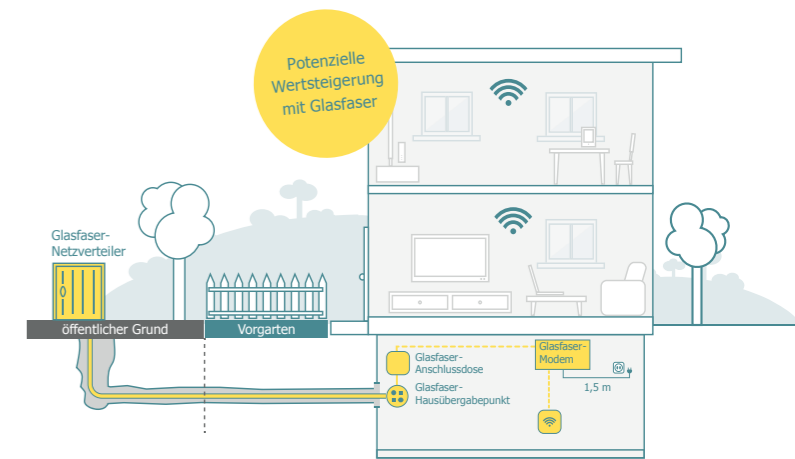 Potenzielle
Wertsteigerung
mit Glasfaser
Glasfaser-
Netzverteiler
öffentlicher Grund
Vorgarten
Glasfaser-
Anschlussdose
Glasfaser-
Hausübergabepunkt
Glasfaser-
Modem
1,5 m